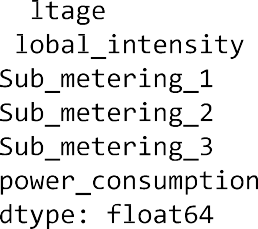 ltage
lobal_intensity
Sub_metering_1
Sub_metering_2
Sub_metering_3
power_consumption
dtype: float64